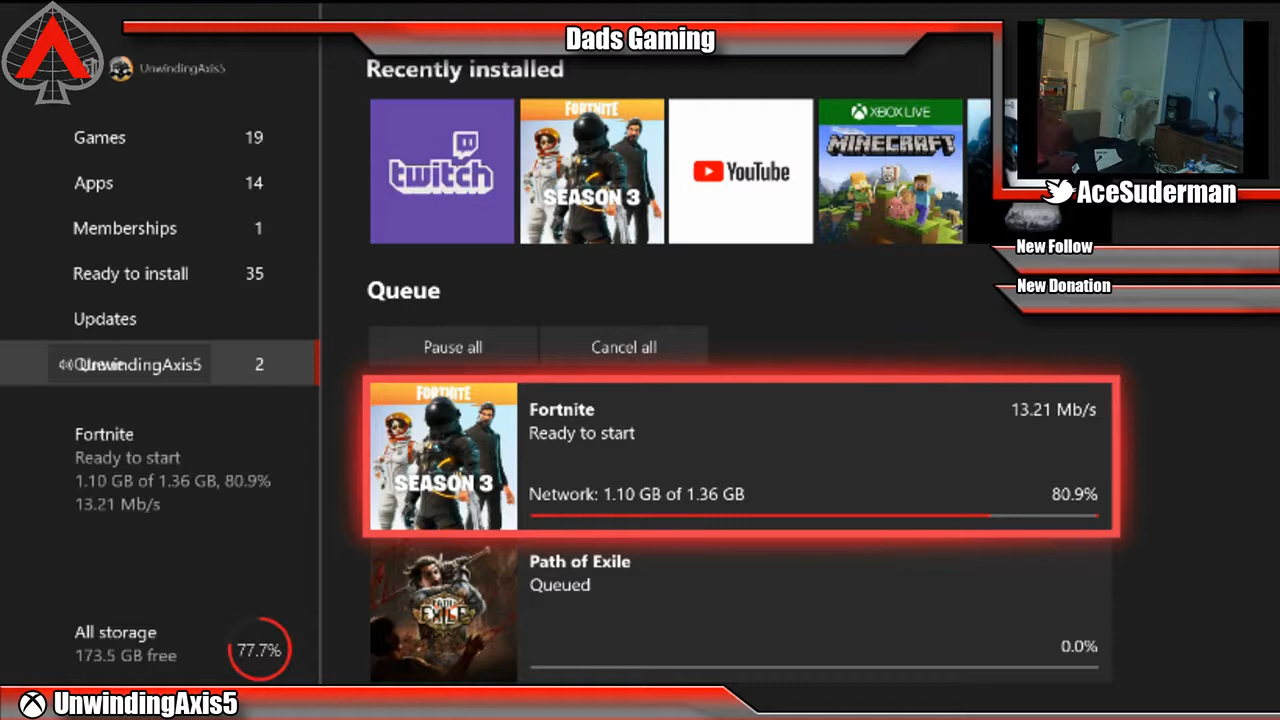 Dads Gaming
UnwindingAxis5
Recently installed
Games 19
Apps 14
Memberships 1
Ready to install 35
Updates
UnwindingAxis5 2
Fortnite
Ready to start
1.10 GB of 1.36 GB, 80.9%
13.21 Mb/s
All storage
173.5 GB free
77.7%
twitch
FORTNITE
SEASON 3
YouTube
XBOX LIVE
MINECRAFT
AceSuderman
New Follow
New Donation
Queue
Pause all
Cancel all
FORTNITE
SEASON 3
Fortnite
13.21 Mb/s
Ready to start
Network: 1.10 GB of 1.36 GB
80.9%
PATH OF
EXILE
Path of Exile
Queued
0.0%
UnwindingAxis5